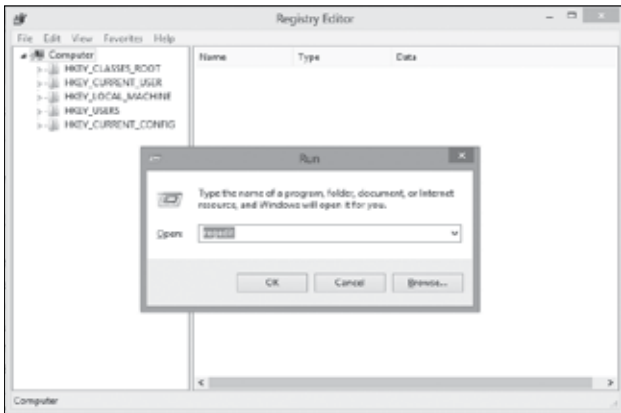 Registry Editor
File Edit View Favorites Help
Computer
HKEY_CLASSES_ROOT
HKEY_CURRENT_USER
HKEY_LOCAL_MACHINE
HKEY_USERS
HKEY_CURRENT_CONFIG
Name Type Data
Run
Type the name of a program, folder, document, or Internet
resource, and Windows will open it for you.
Open: regedit
OK Cancel Browse...
Computer